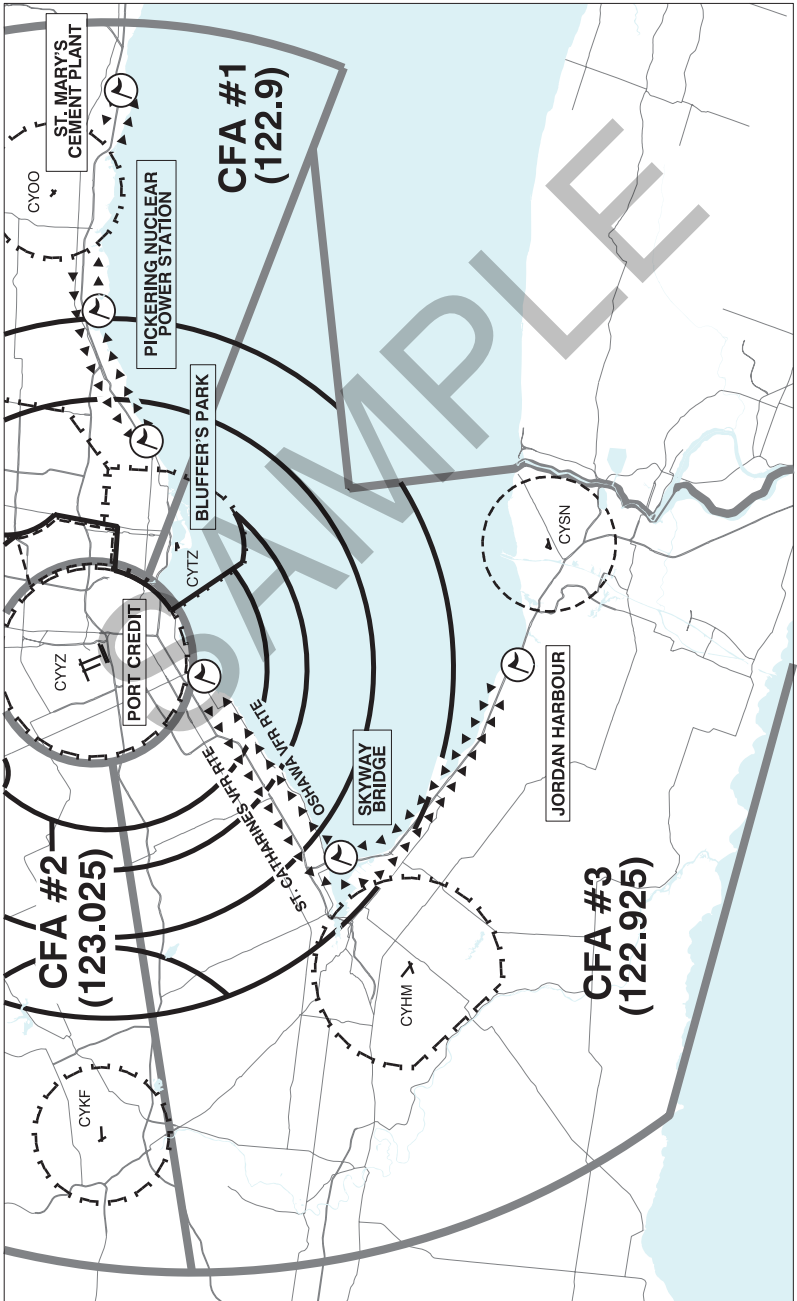 ST. MARY'S
CEMENT PLANT
CYOO
CFA #1
(122.9)
PICKERING NUCLEAR
POWER STATION
BLUFFER'S PARK
CYTZ
CYYZ
PORT CREDIT
CYSN
JORDAN HARBOUR
OSHAWA VFR RTE
ST. CATHARINES VFR RTE
SKYWAY
BRIDGE
CFA #2
(123.025)
CYHM
CFA #3
(122.925)
CYKF
SAMPLE